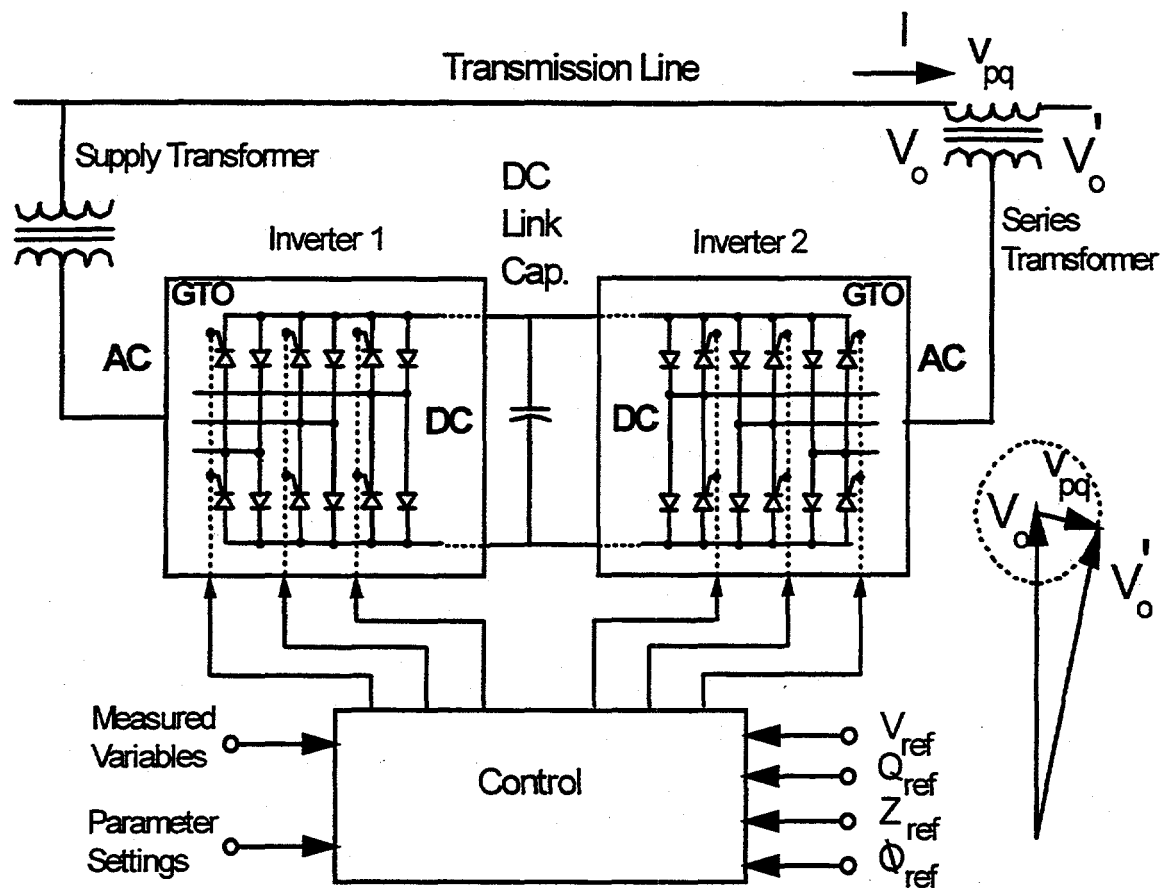 I
V
pq
Transmission Line
Supply Transformer
V
o
V'
o
DC
Link
Cap.
Series
Tramsformer
Inverter 1
Inverter 2
GTO
GTO
AC
AC
DC
DC
V
pq
V
o
V'
o
Measured
Variables
Parameter
Settings
Control
V ref
Q ref
Z ref
Φ ref